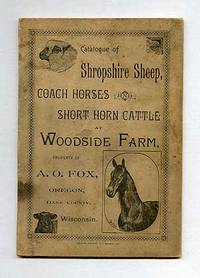 Catalogue of
Shropshire Sheep,
COACH HORSES AND
SHORT HORN CATTLE
AT
WOODSIDE FARM,
PROPERTY OF
A. O. FOX,
OREGON,
DANE COUNTY,
Wisconsin.